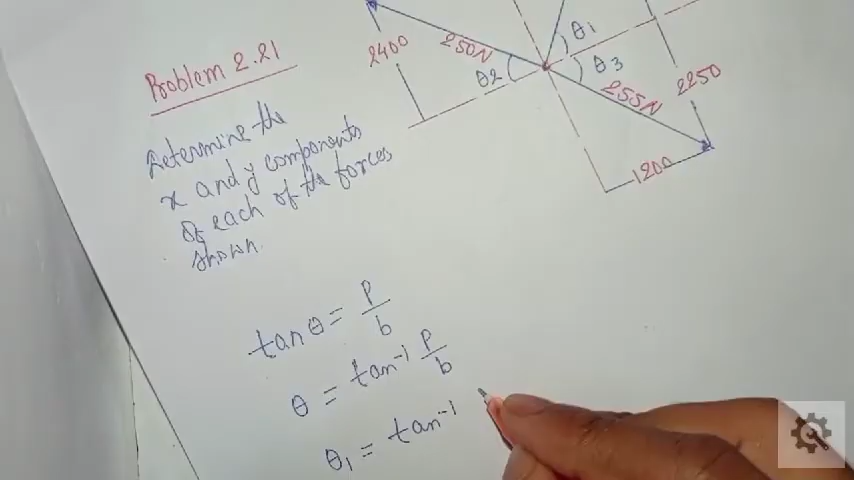 Problem 2.21
Determine the
x and y components
of each of the forces
shown.
2400
250N
θ2
θ1
θ3
255N
2250
1200
tan θ = P/b
θ = tan⁻¹ P/b
θ₁ = tan⁻¹